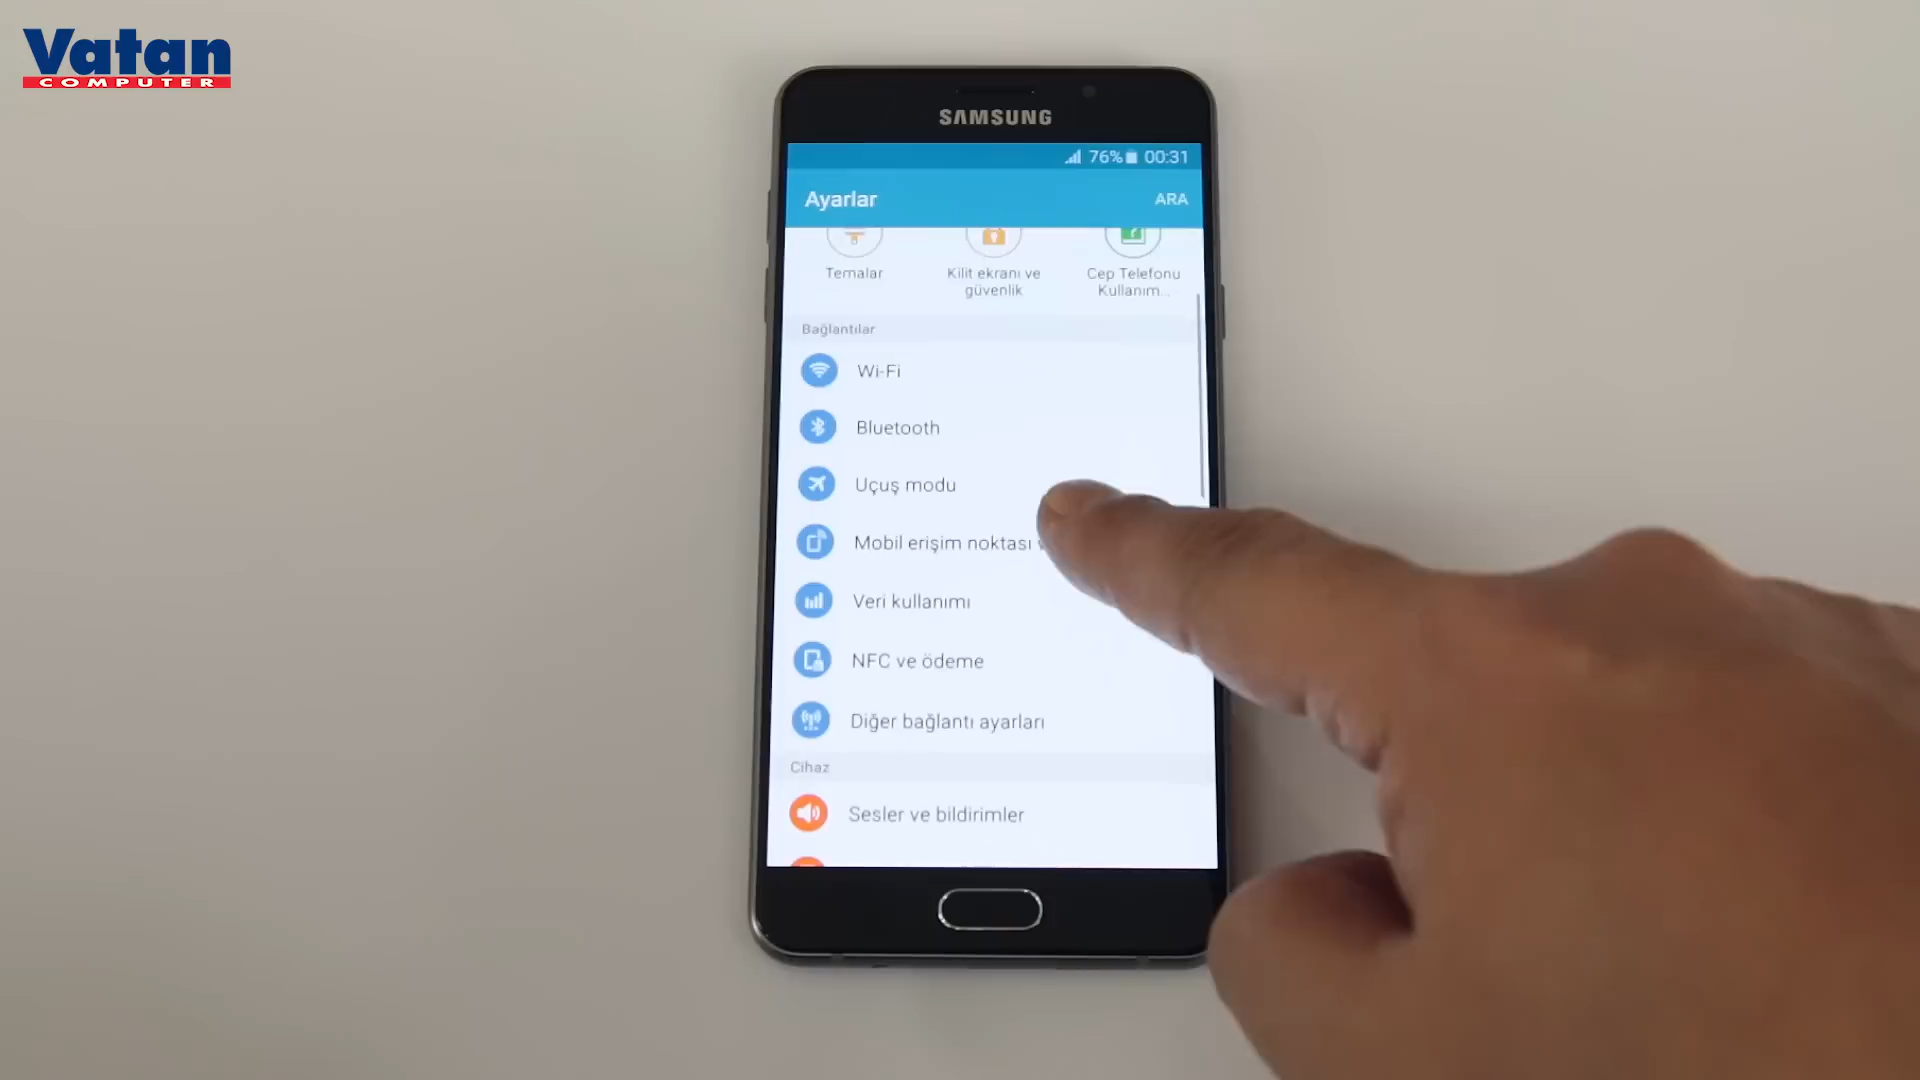 Vatan
COMPUTER
SAMSUNG
76% 00:31
Ayarlar
ARA
Temalar
Kilit ekranı ve
güvenlik
Cep Telefonu
Kullanım...
Bağlantılar
Wi-Fi
Bluetooth
Uçuş modu
Mobil erişim noktası
Veri kullanımı
NFC ve ödeme
Diğer bağlantı ayarları
Cihaz
Sesler ve bildirimler